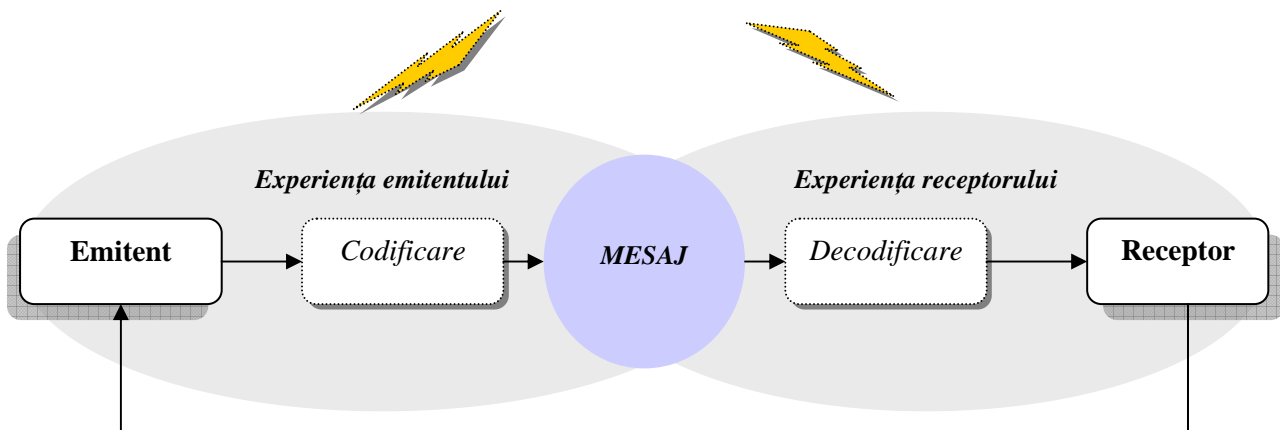 Experiența emitentului
Experiența receptorului
Emitent
Codificare
MESAJ
Decodificare
Receptor